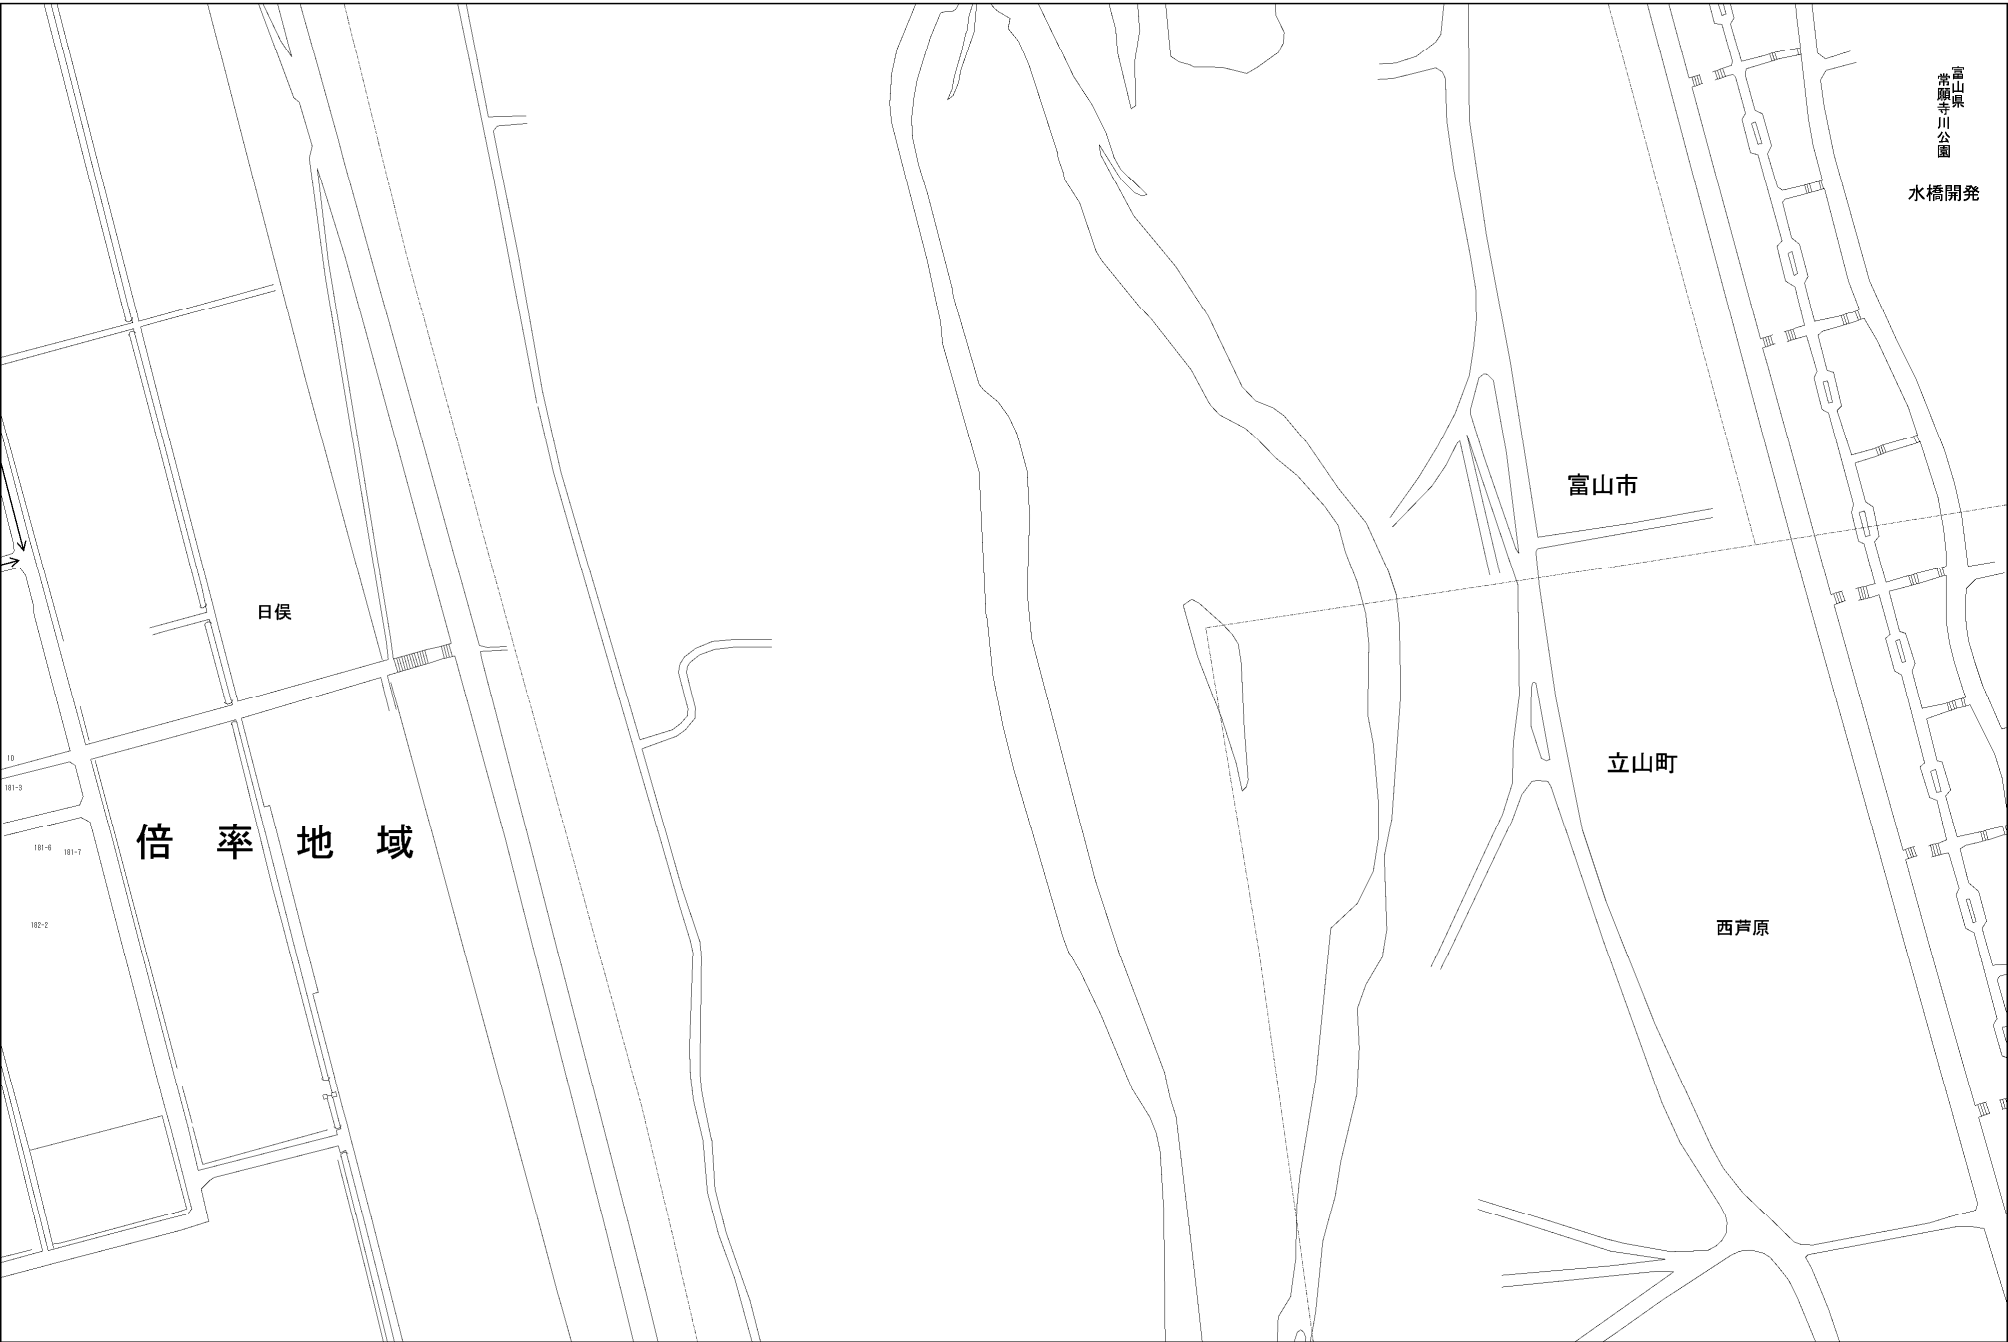 富山県
常願寺川公園
水橋開発
富山市
日俣
立山町
10
181-3
倍率地域
181-6
181-7
182-2
西芦原